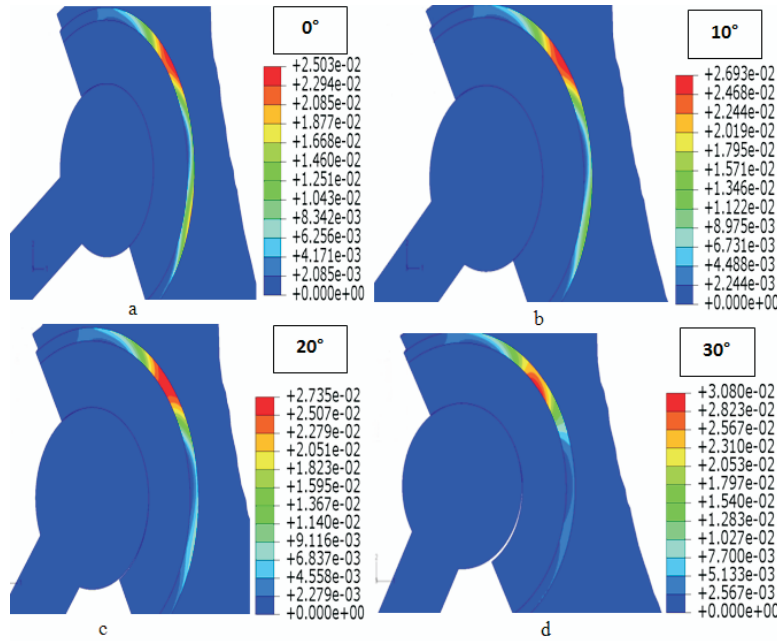 0°
+2.503e-02
+2.294e-02
+2.085e-02
+1.877e-02
+1.668e-02
+1.460e-02
+1.251e-02
+1.043e-02
+8.342e-03
+6.256e-03
+4.171e-03
+2.085e-03
+0.000e+00
a
10°
+2.693e-02
+2.468e-02
+2.244e-02
+2.019e-02
+1.795e-02
+1.571e-02
+1.346e-02
+1.122e-02
+8.975e-03
+6.731e-03
+4.488e-03
+2.244e-03
+0.000e+00
b
20°
+2.735e-02
+2.507e-02
+2.279e-02
+2.051e-02
+1.823e-02
+1.595e-02
+1.367e-02
+1.140e-02
+9.116e-03
+6.837e-03
+4.558e-03
+2.279e-03
+0.000e+00
c
30°
+3.080e-02
+2.823e-02
+2.567e-02
+2.310e-02
+2.053e-02
+1.797e-02
+1.540e-02
+1.283e-02
+1.027e-02
+7.700e-03
+5.133e-03
+2.567e-03
+0.000e+00
d